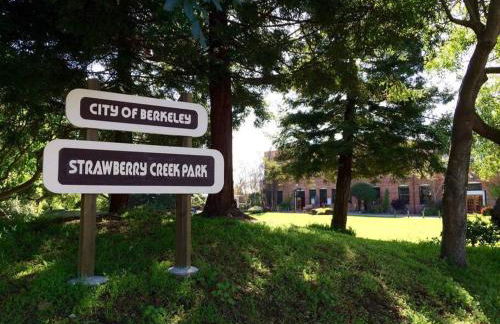 CITY OF BERKELEY
STRAWBERRY CREEK PARK